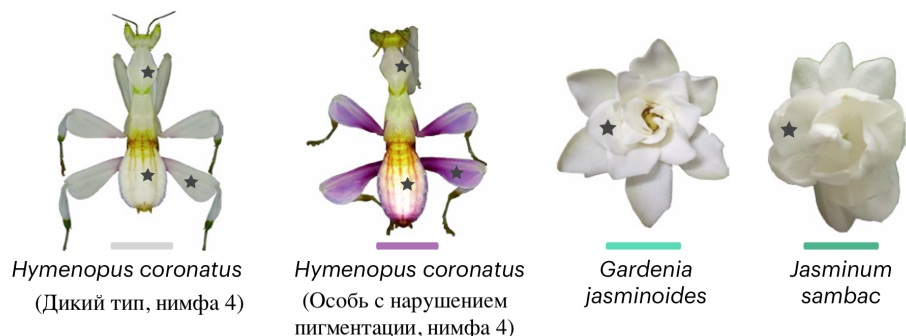 Hymenopus coronatus
(Дикий тип, нимфа 4)
Hymenopus coronatus
(Особь с нарушением
пигментации, нимфа 4)
Gardenia
jasminoides
Jasminum
sambac